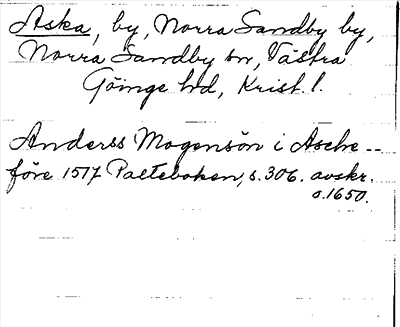 Aska, by, Norra Sandby by,
Norra Sandby sn, Västra
Göinge hd, Krist. l.
Anderss Mogensön i Asche --
före 1517 Palteboken, s. 306. avskr.
o. 1650.